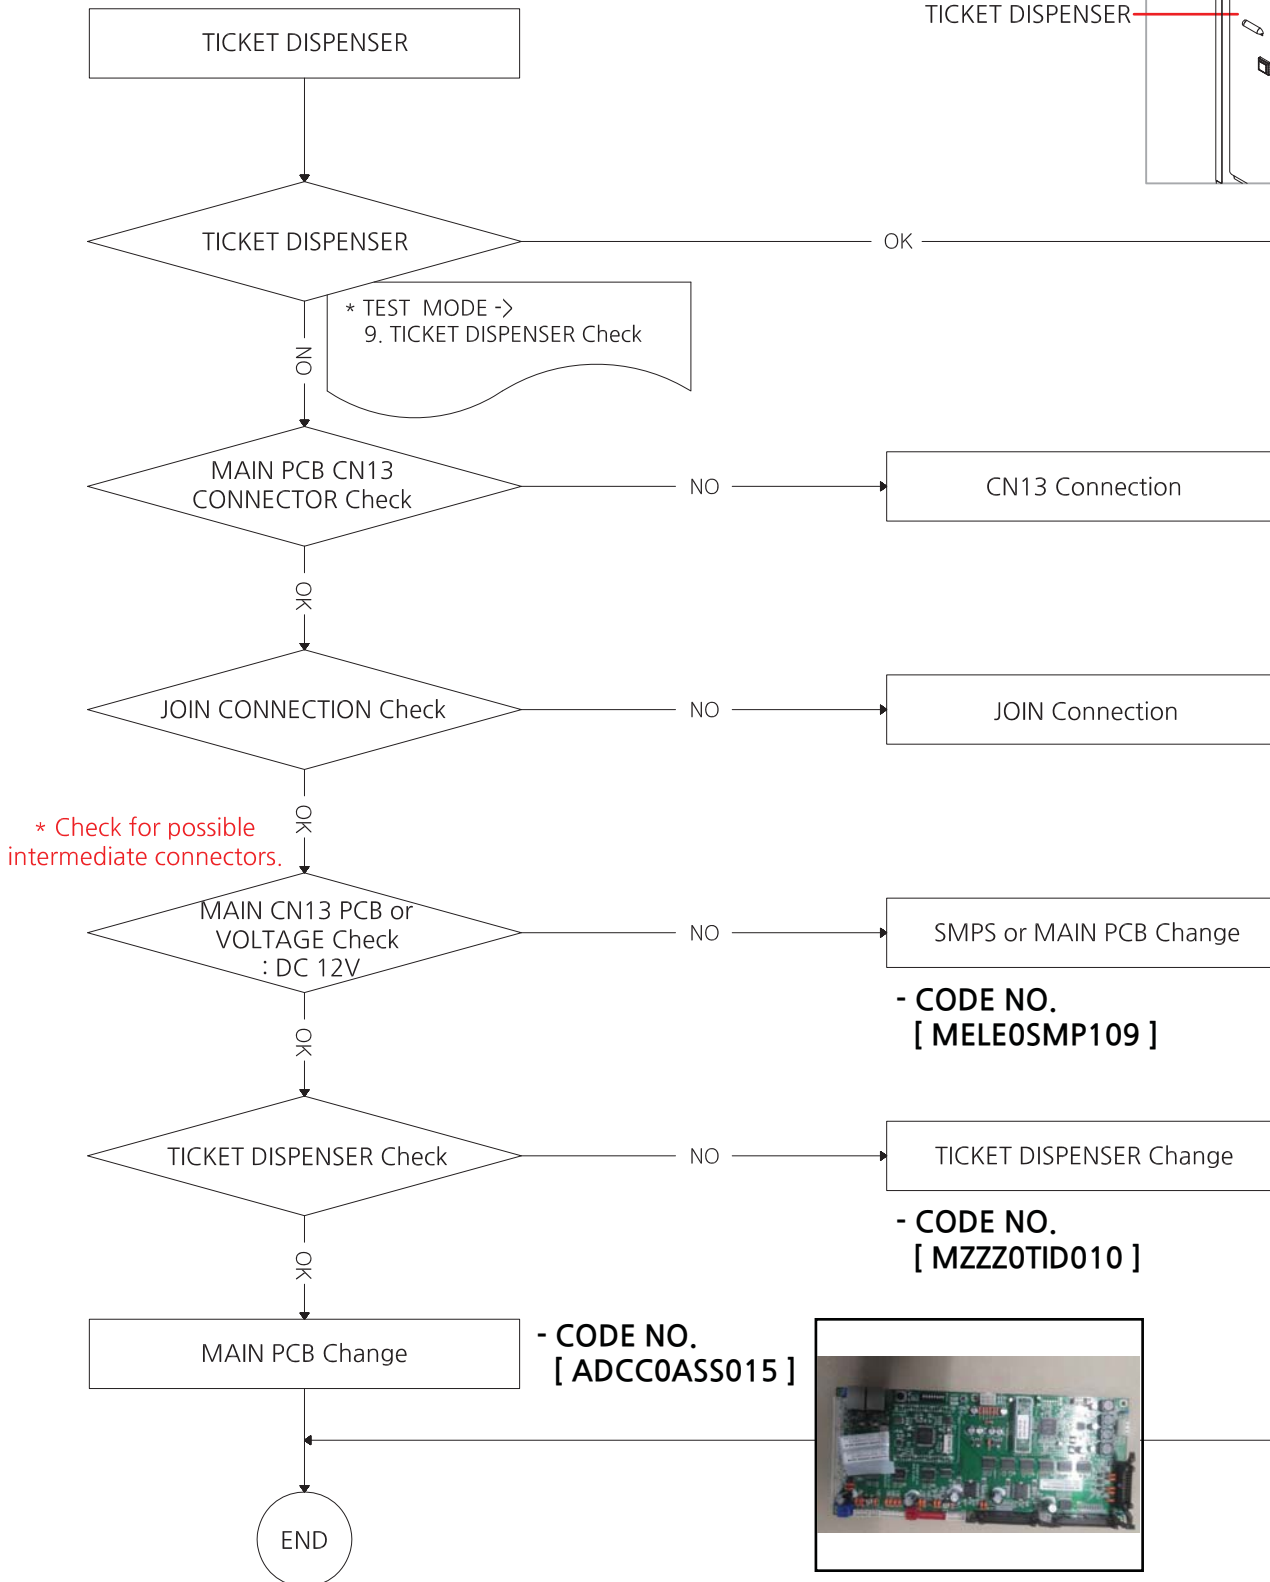 TICKET DISPENSER
TICKET DISPENSER
TICKET DISPENSER
OK
* TEST MODE ->
9. TICKET DISPENSER Check
NO
MAIN PCB CN13
CONNECTOR Check
NO
CN13 Connection
OK
JOIN CONNECTION Check
NO
JOIN Connection
OK
* Check for possible
intermediate connectors.
MAIN CN13 PCB or
VOLTAGE Check
: DC 12V
NO
SMPS or MAIN PCB Change
- CODE NO.
[ MELE0SMP109 ]
OK
TICKET DISPENSER Check
NO
TICKET DISPENSER Change
- CODE NO.
[ MZZZ0TID010 ]
OK
MAIN PCB Change
- CODE NO.
[ ADCC0ASS015 ]
END